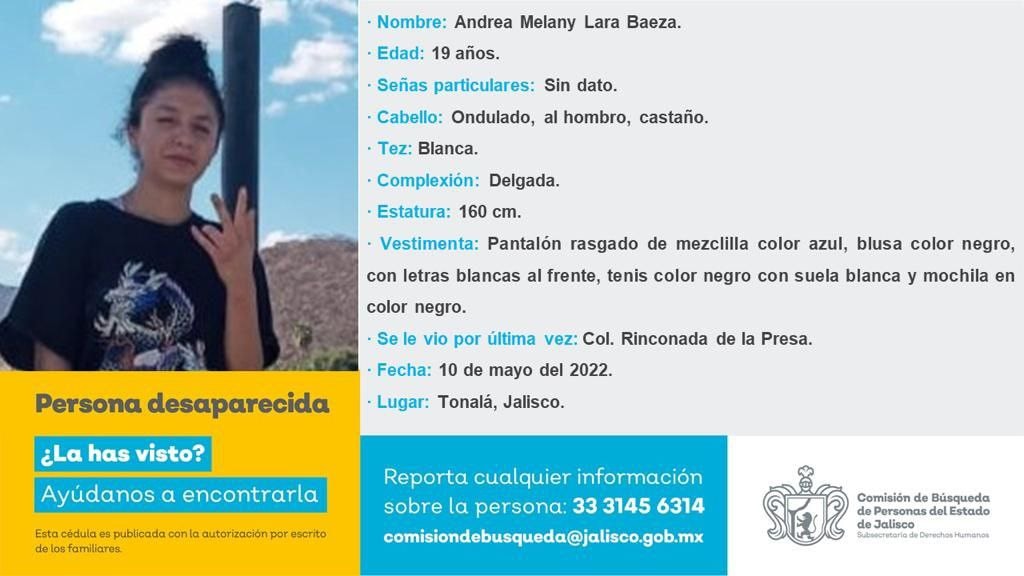 · Nombre: Andrea Melany Lara Baeza.
· Edad: 19 años.
· Señas particulares: Sin dato.
· Cabello: Ondulado, al hombro, castaño.
· Tez: Blanca.
· Complexión: Delgada.
· Estatura: 160 cm.
· Vestimenta: Pantalón rasgado de mezclilla color azul, blusa color negro,
con letras blancas al frente, tenis color negro con suela blanca y mochila en
color negro.
· Se le vio por última vez: Col. Rinconada de la Presa.
· Fecha: 10 de mayo del 2022.
· Lugar: Tonalá, Jalisco.
Persona desaparecida
¿La has visto?
Ayúdanos a encontrarla
Esta cédula es publicada con la autorización por escrito
de los familiares.
Reporta cualquier información
sobre la persona: 33 3145 6314
comisiondebusqueda@jalisco.gob.mx
Comisión de Búsqueda
de Personas del Estado
de Jalisco
Subsecretaría de Derechos Humanos